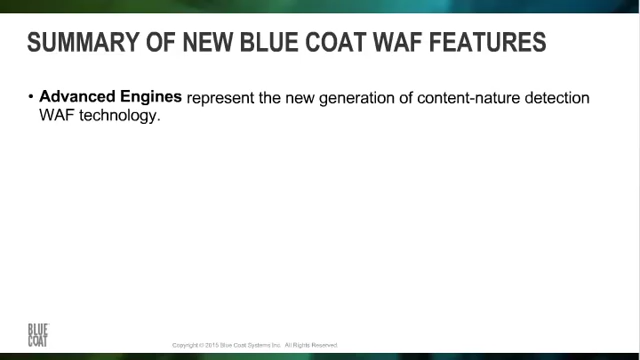 SUMMARY OF NEW BLUE COAT WAF FEATURES
• Advanced Engines represent the new generation of content-nature detection
WAF technology.
BLUE
COAT
Copyright © 2015 Blue Coat Systems Inc. All Rights Reserved